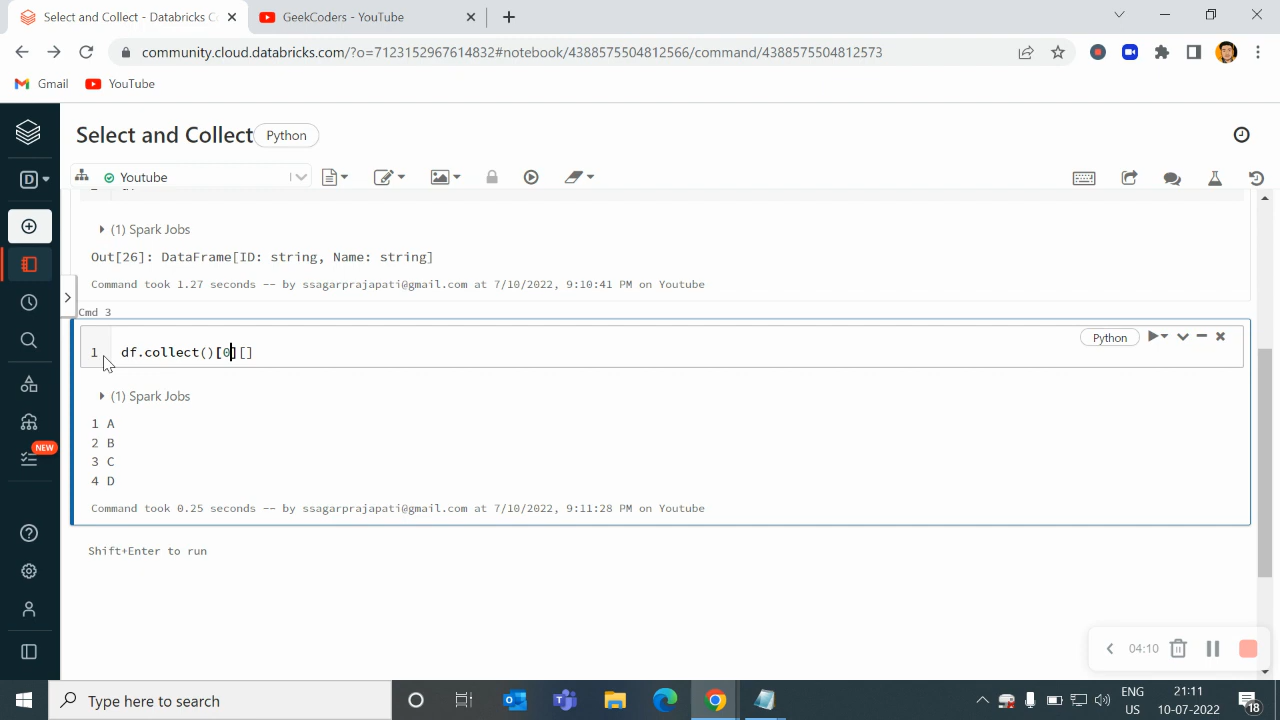 Select and Collect - Databricks C
GeekCoders - YouTube
community.cloud.databricks.com/?o=7123152967614832#notebook/4388575504812566/command/4388575504812573
Gmail
YouTube
Select and Collect
Python
D
Youtube
(1) Spark Jobs
Out[26]: DataFrame[ID: string, Name: string]
Command took 1.27 seconds -- by ssagarprajapati@gmail.com at 7/10/2022, 9:10:41 PM on Youtube
Cmd 3
1 df.collect()[0][]
Python
(1) Spark Jobs
1 A
2 B
3 C
4 D
Command took 0.25 seconds -- by ssagarprajapati@gmail.com at 7/10/2022, 9:11:28 PM on Youtube
NEW
Shift+Enter to run
04:10
Type here to search
ENG
US
21:11
10-07-2022
18